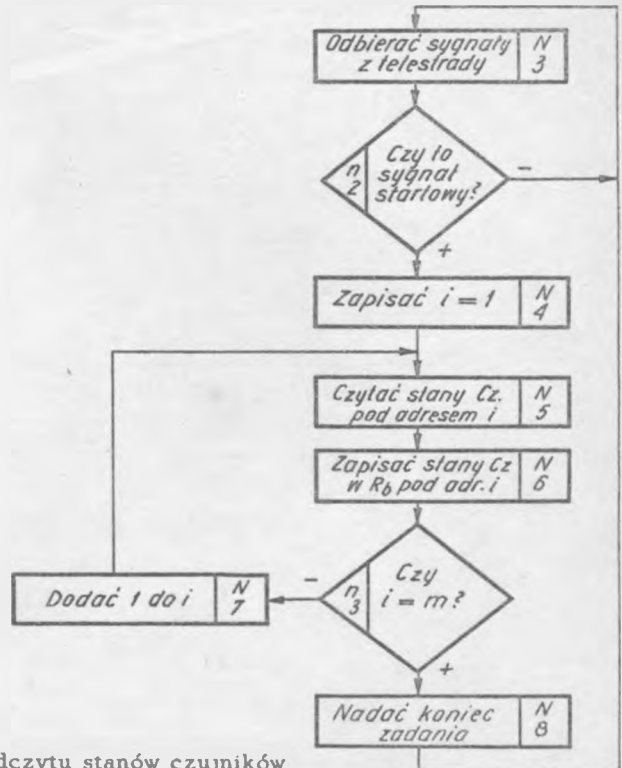 Odbierać sygnały N
z telestrady 3
Czy to
n sygnał
2 startowy?
-
+
Zapisać i = 1 N
4
Czytać stany Cz. N
pod adresem i 5
Zapisać stany Cz N
w Rb pod adr. i 6
Czy
n i = m?
3
-
Dodać 1 do i N
7
+
Nadać koniec N
zadania 8
dczytu stanów czujników